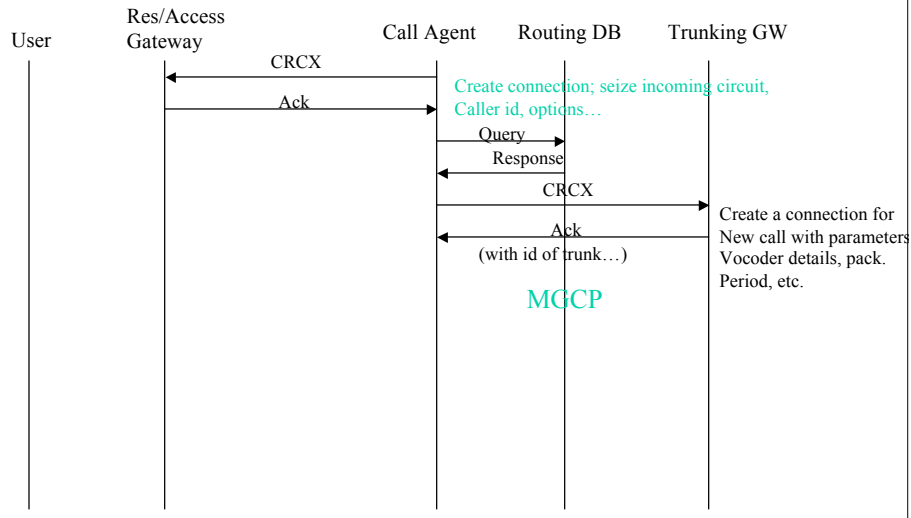 User
Res/Access
Gateway
Call Agent
Routing DB
Trunking GW
CRCX
Create connection; seize incoming circuit,
Ack
Caller id, options…
Query
Response
CRCX
Create a connection for
Ack
New call with parameters
(with id of trunk…)
Vocoder details, pack.
Period, etc.
MGCP